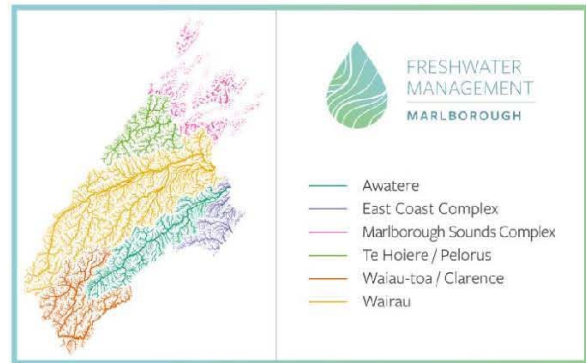 FRESHWATER
MANAGEMENT
MARLBOROUGH
Awatere
East Coast Complex
Marlborough Sounds Complex
Te Hoiere / Pelorus
Waiau-toa / Clarence
Wairau